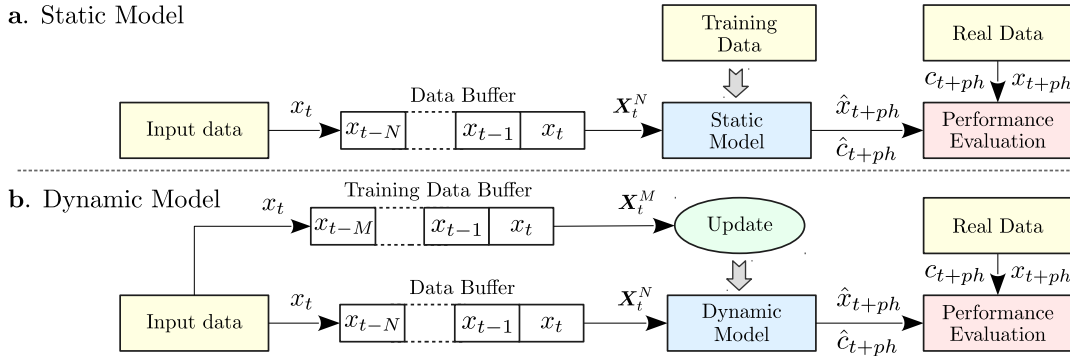 a. Static Model
Training
Data
Real Data
Input data
x_t
Data Buffer
x_{t-N} x_{t-1} x_t
X_t^N
Static
Model
x̂_{t+ph}
ĉ_{t+ph}
c_{t+ph} x_{t+ph}
Performance
Evaluation
b. Dynamic Model
x_t
Training Data Buffer
x_{t-M} x_{t-1} x_t
X_t^M
Update
Real Data
Input data
x_t
Data Buffer
x_{t-N} x_{t-1} x_t
X_t^N
Dynamic
Model
x̂_{t+ph}
ĉ_{t+ph}
c_{t+ph} x_{t+ph}
Performance
Evaluation